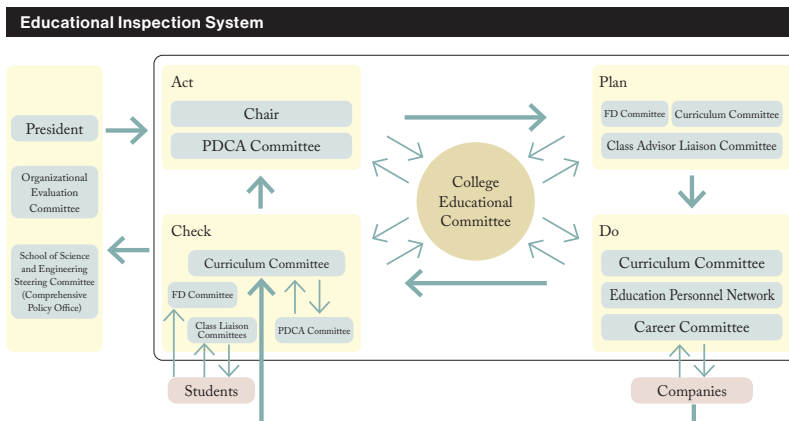 Educational Inspection System
President
Organizational
Evaluation
Committee
School of Science
and Engineering
Steering Committee
(Comprehensive
Policy Office)
Act
Chair
PDCA Committee
Plan
FD Committee
Curriculum Committee
Class Advisor Liaison Committee
College
Educational
Committee
Check
Curriculum Committee
FD Committee
Class Liaison
Committees
PDCA Committee
Do
Curriculum Committee
Education Personnel Network
Career Committee
Students
Companies